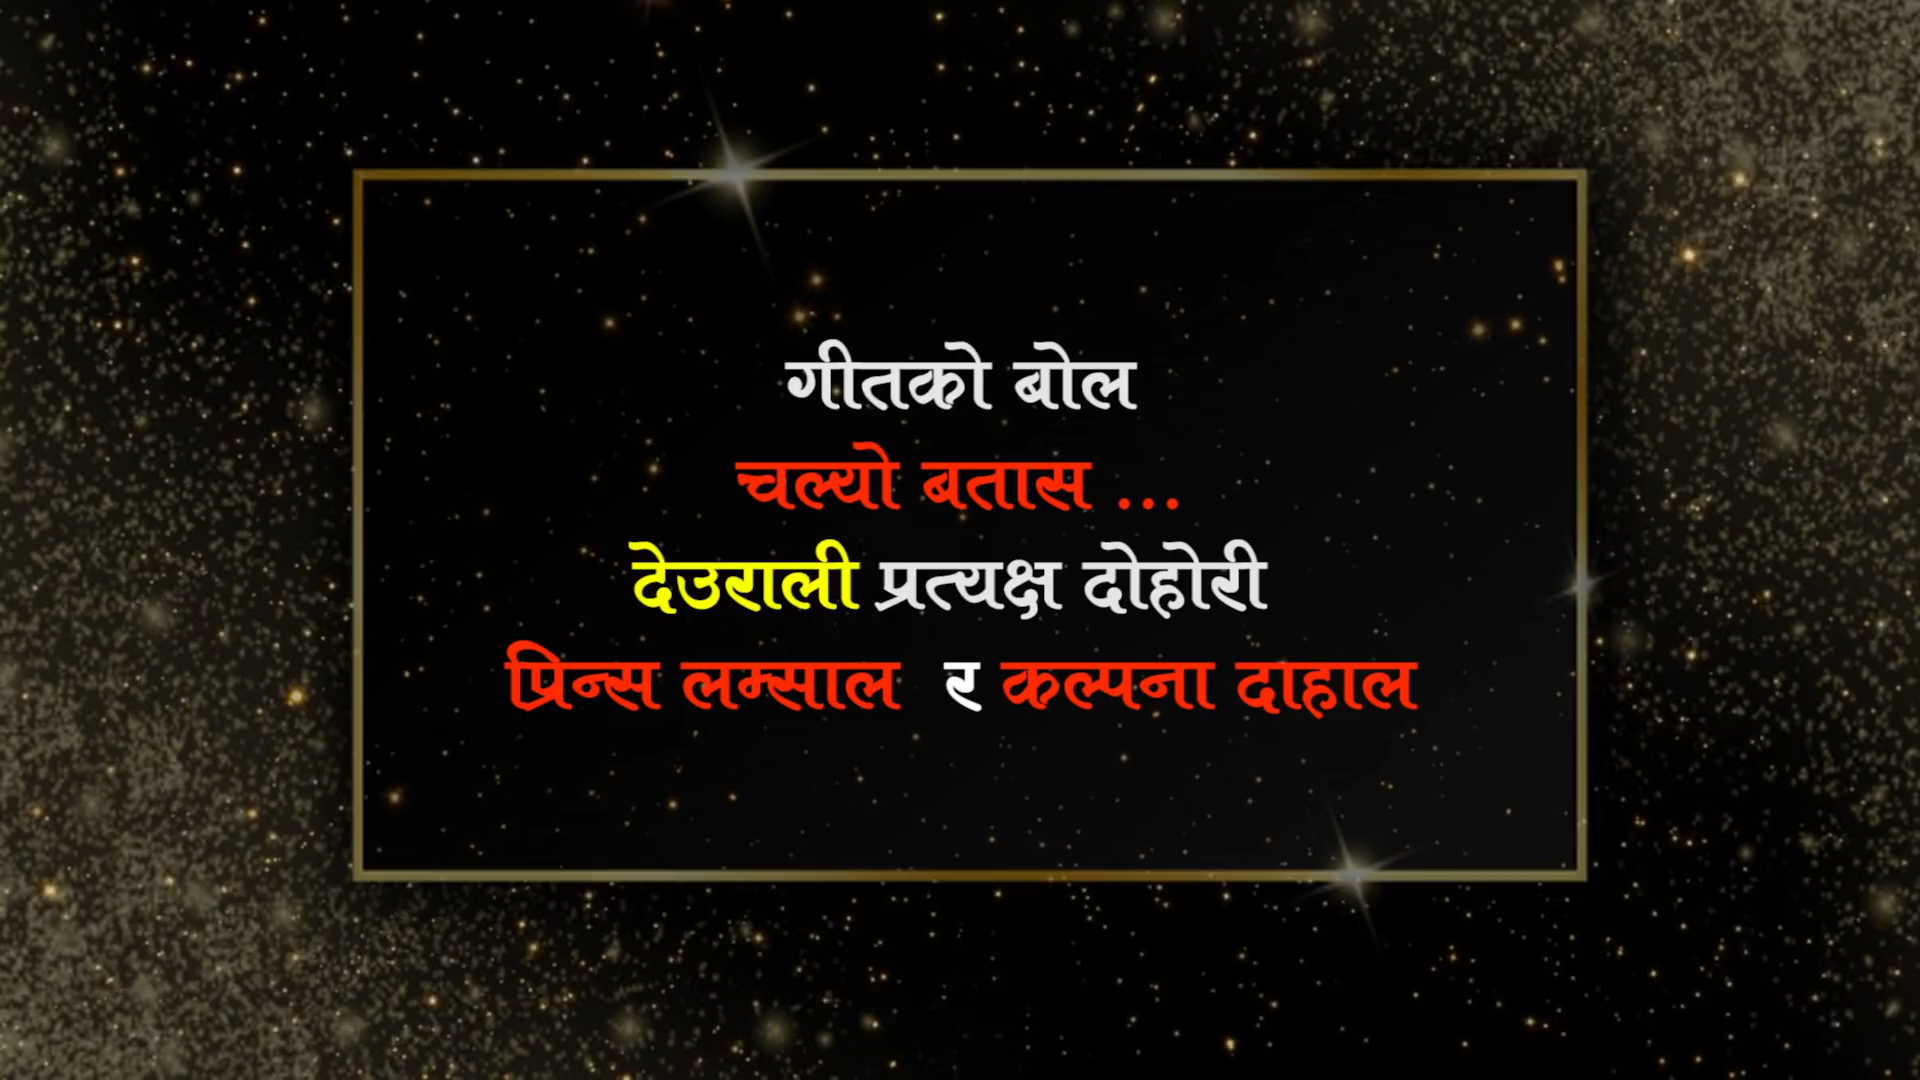 गीतको बोल
चल्यो बतास ...
देउराली प्रत्यक्ष दोहोरी
प्रिन्स लम्साल र कल्पना दाहाल